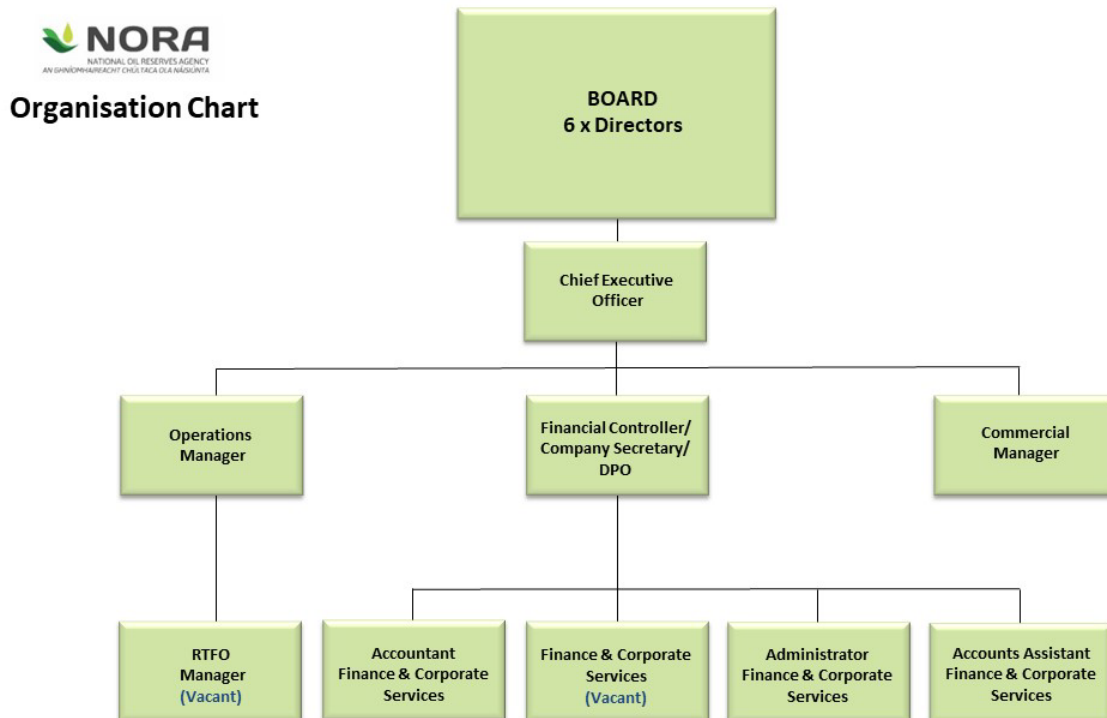 NORA
NATIONAL OIL RESERVES AGENCY
AN GHNÍOMHAIREACHT CHÚLTACA OLA NÁISIÚNTA
Organisation Chart
BOARD
6 x Directors
Chief Executive
Officer
Operations
Manager
Financial Controller/
Company Secretary/
DPO
Commercial
Manager
RTFO
Manager
(Vacant)
Accountant
Finance & Corporate
Services
Finance & Corporate
Services
(Vacant)
Administrator
Finance & Corporate
Services
Accounts Assistant
Finance & Corporate
Services